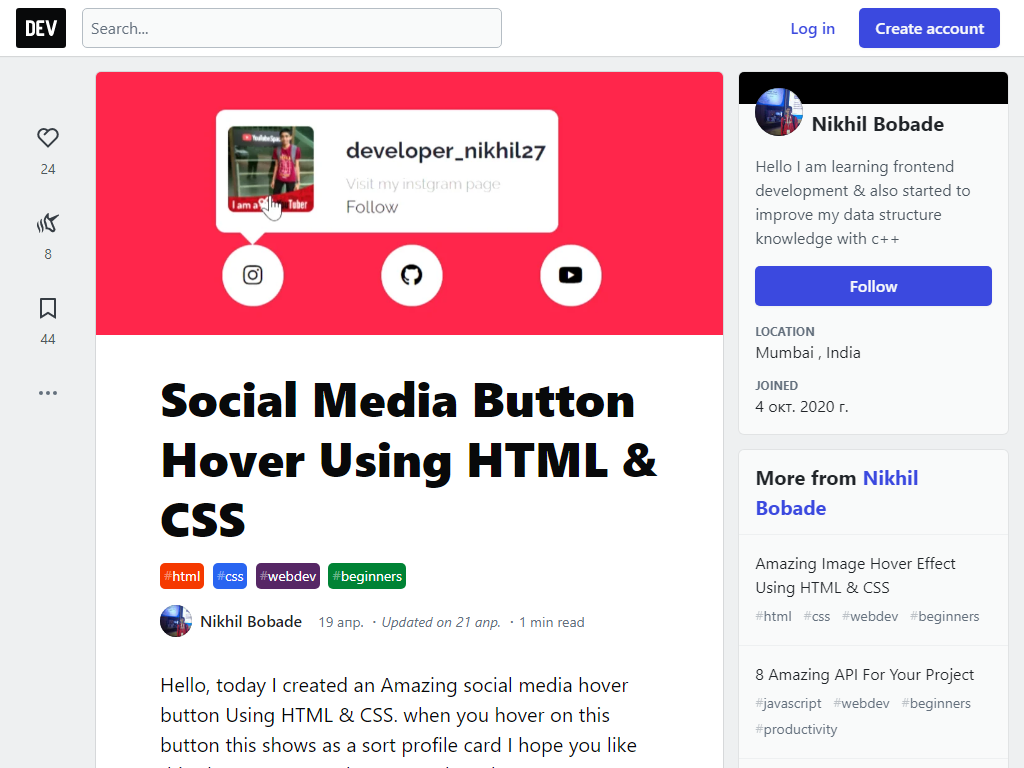 DEV
Search...
Log in
Create account
developer_nikhil27
Visit my instgram page
Follow
24
8
44
Social Media Button
Hover Using HTML &
CSS
#html #css #webdev #beginners
Nikhil Bobade 19 апр. · Updated on 21 апр. · 1 min read
Hello, today I created an Amazing social media hover
button Using HTML & CSS. when you hover on this
button this shows as a sort profile card I hope you like
Nikhil Bobade
Hello I am learning frontend
development & also started to
improve my data structure
knowledge with c++
Follow
LOCATION
Mumbai , India
JOINED
4 окт. 2020 г.
More from Nikhil
Bobade
Amazing Image Hover Effect
Using HTML & CSS
#html #css #webdev #beginners
8 Amazing API For Your Project
#javascript #webdev #beginners
#productivity